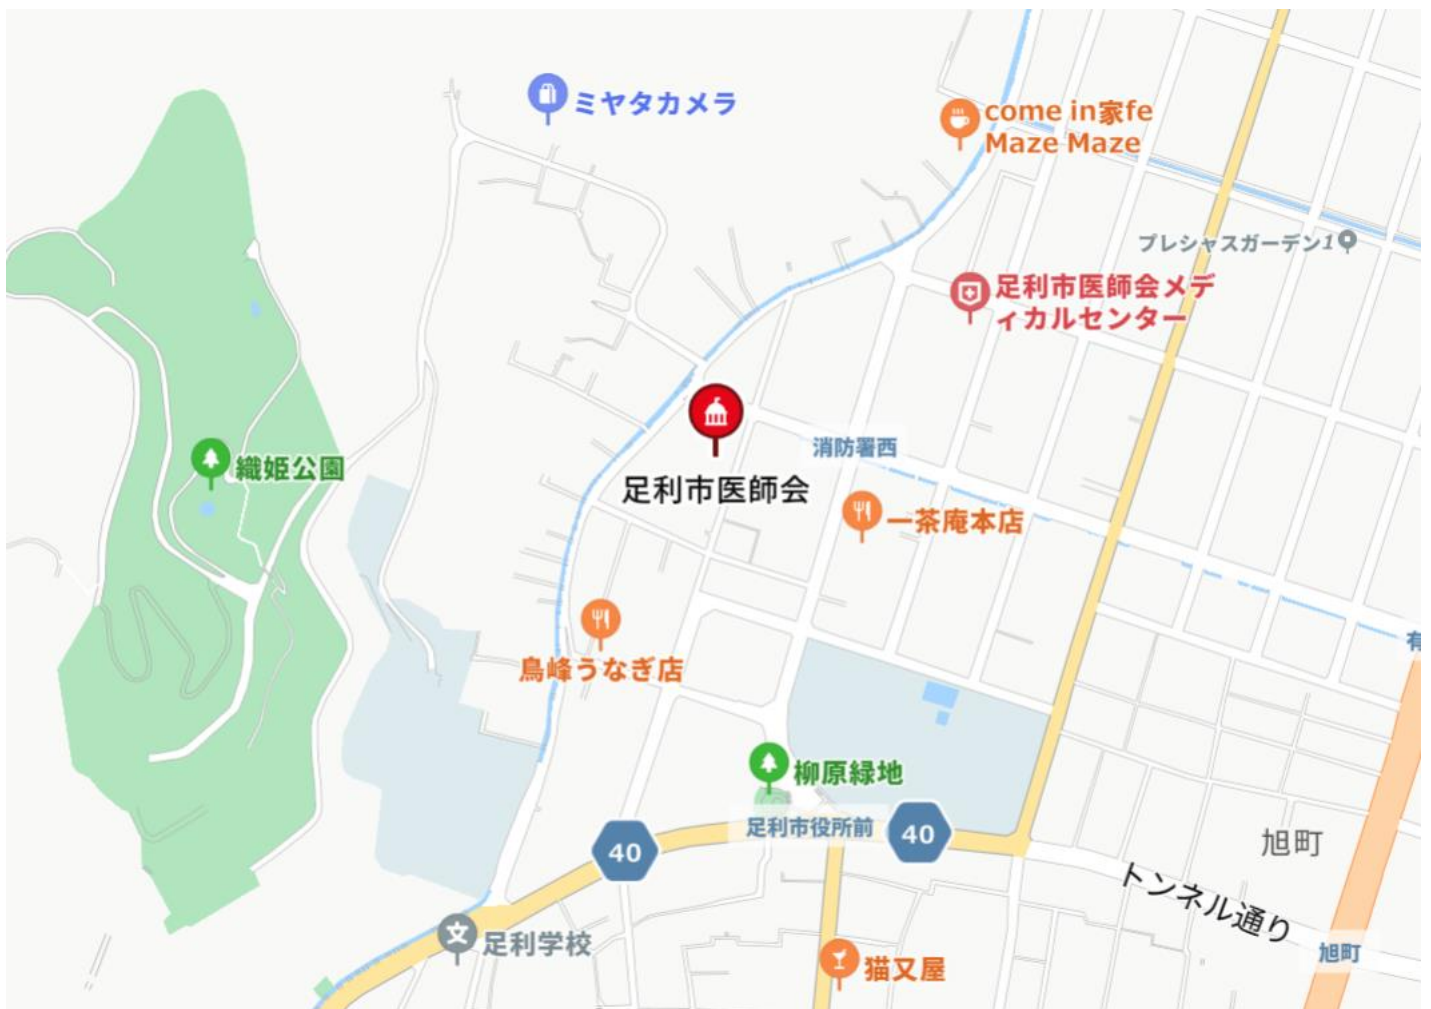 ミヤタカメラ
come in家fe
Maze Maze
プレシャスガーデン1
足利市医師会メデ
ィカルセンター
消防署西
織姫公園
足利市医師会
一茶庵本店
有
鳥峰うなぎ店
柳原緑地
足利市役所前
40
40
旭町
トンネル通り
足利学校
猫又屋
旭町